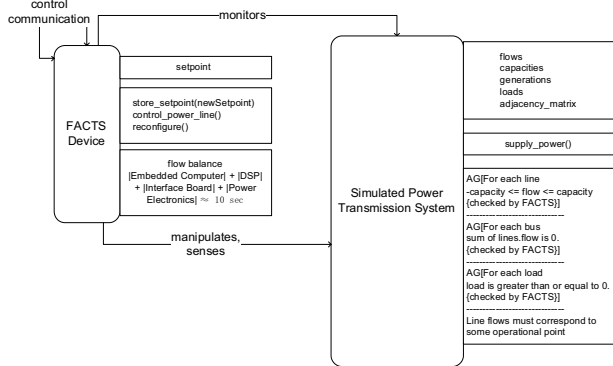 control
communication
monitors
FACTS
Device
setpoint
store_setpoint(newSetpoint)
control_power_line()
reconfigure()
flow balance
|Embedded Computer| + |DSP|
+ |Interface Board| + |Power
Electronics| ≈ 10 sec
manipulates,
senses
Simulated Power
Transmission System
flows
capacities
generations
loads
adjacency_matrix
supply_power()
AG[For each line
-capacity <= flow <= capacity
{checked by FACTS}]
------------------------------
AG[For each bus
sum of lines.flow is 0.
{checked by FACTS}]
------------------------------
AG[For each load
load is greater than or equal to 0.
{checked by FACTS}]
------------------------------
Line flows must correspond to
some operational point